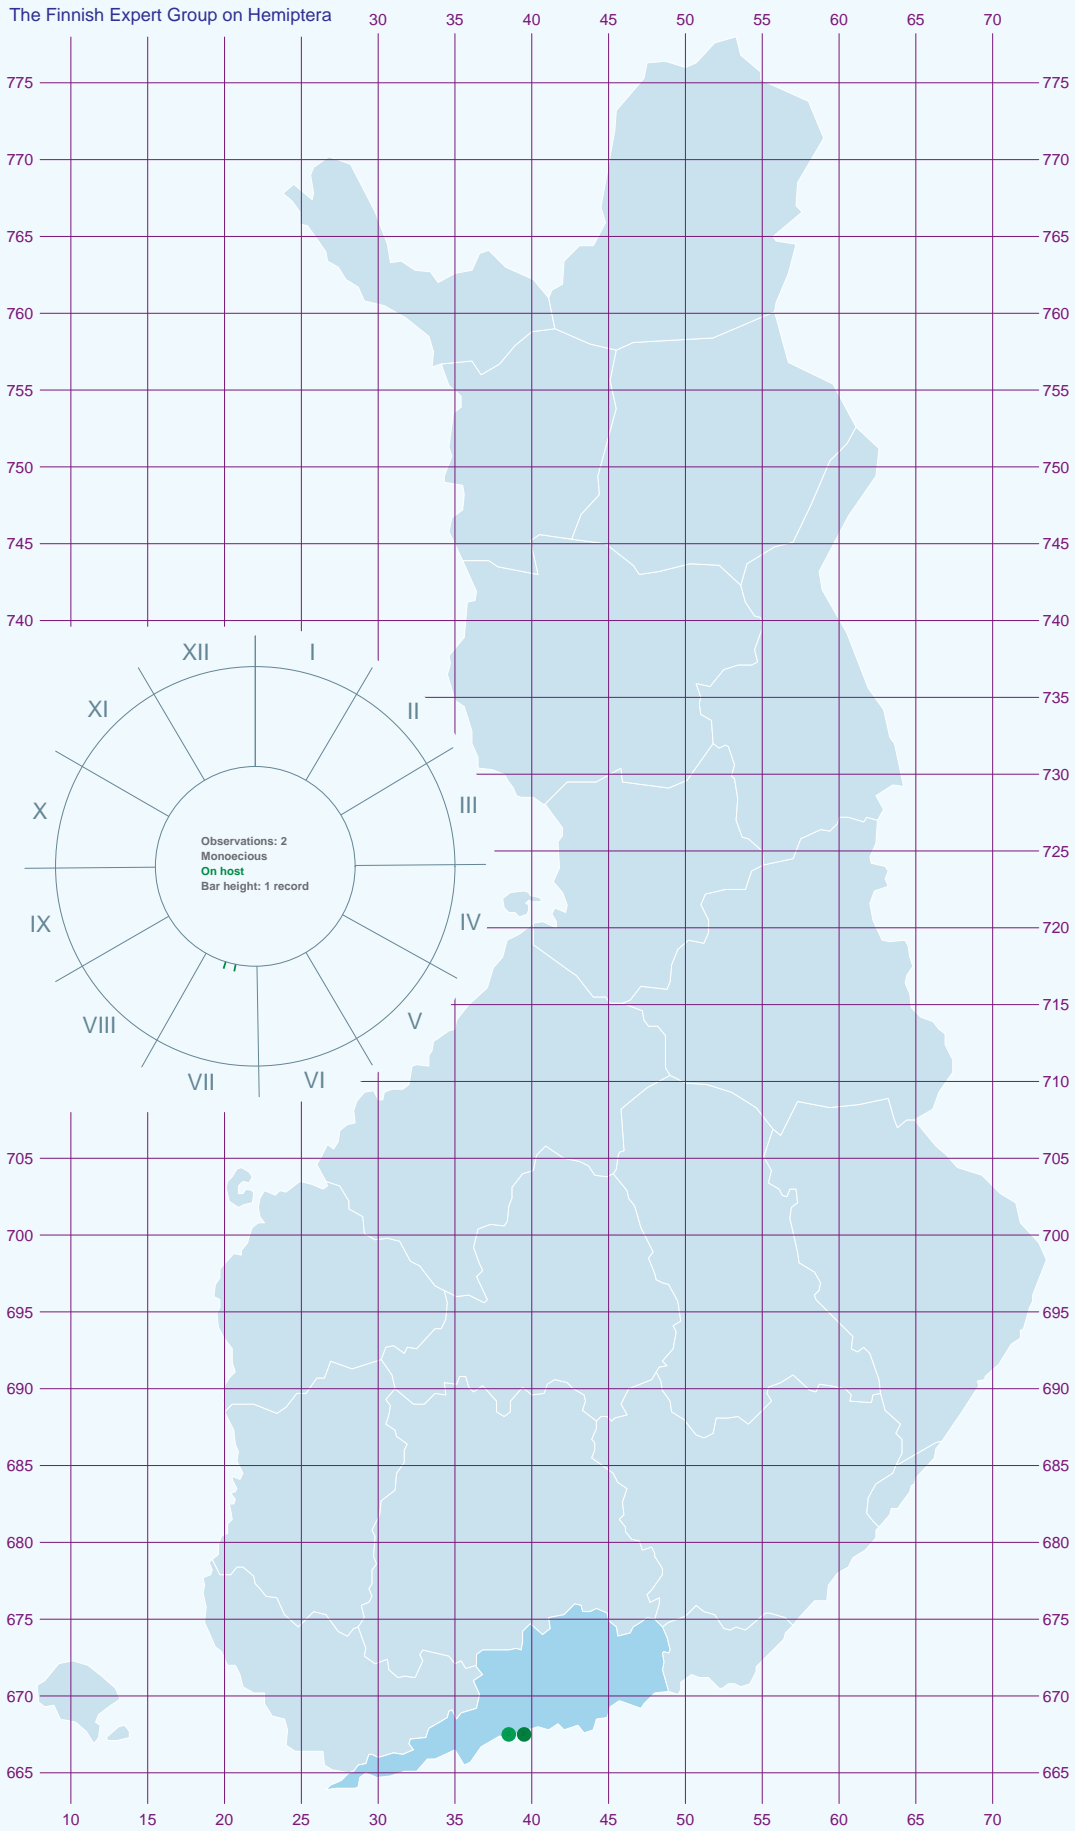 The Finnish Expert Group on Hemiptera
30 35 40 45 50 55 60 65 70
775 775
770 770
765 765
760 760
755 755
750 750
745 745
740 740
XII I
XI II
735
730
X III
Observations: 2
Monoecious
On host
Bar height: 1 record
725
IX IV
720
715
VIII V
VII VI
710
705 705
700 700
695 695
690 690
685 685
680 680
675 675
670 670
665 665
10 15 20 25 30 35 40 45 50 55 60 65 70